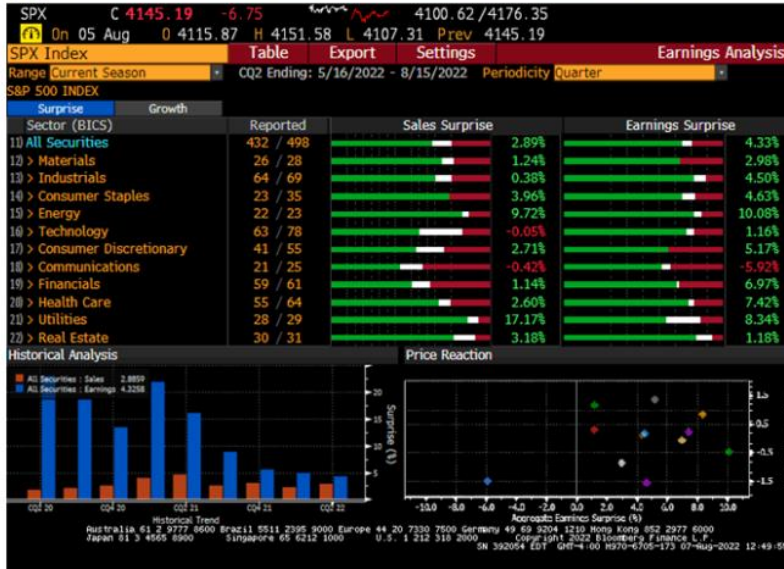 SPX C 4145.19 -6.75 4100.62/4176.35
On 05 Aug O 4115.87 H 4151.58 L 4107.31 Prev 4145.19
SPX Index Table Export Settings Earnings Analysis
Range Current Season CQ2 Ending: 5/16/2022 - 8/15/2022 Periodicity Quarter
S&P 500 INDEX
Surprise Growth
Sector (BICS) Reported Sales Surprise Earnings Surprise
11) All Securities 432 / 498 2.89% 4.33%
12) > Materials 26 / 28 1.24% 2.98%
13) > Industrials 64 / 69 0.38% 4.50%
14) > Consumer Staples 23 / 35 3.96% 4.63%
15) > Energy 22 / 23 9.72% 10.08%
16) > Technology 63 / 78 -0.05% 1.16%
17) > Consumer Discretionary 41 / 55 2.71% 5.17%
18) > Communications 21 / 25 -0.42% -5.92%
19) > Financials 59 / 61 1.14% 6.97%
20) > Health Care 55 / 64 2.60% 7.42%
21) > Utilities 28 / 29 17.17% 8.34%
22) > Real Estate 30 / 31 3.18% 1.18%
Historical Analysis Price Reaction
All Securities : Sales 2.8859
All Securities : Earnings 4.3258
20
15
10
5
Surprise (%)
1.5
0.5
-0.5
-1.5
CQ2 20 CQ4 20 CQ2 21 CQ4 21 CQ2 22
Historical Trend
-10.0 -8.0 -6.0 -4.0 -2.0 0.0 2.0 4.0 6.0 8.0 10.0
Aggregate Earnings Surprise (%)
Australia 61 2 9777 8600 Brazil 5511 2395 9000 Europe 44 20 7330 7500 Germany 49 69 9204 1210 Hong Kong 852 2977 6000
Japan 81 3 4565 8900 Singapore 65 6212 1000 U.S. 1 212 318 2000 Copyright 2022 Bloomberg Finance L.P.
SN 392054 EDT GMT-4:00 H970-6705-173 07-Aug-2022 12:49:55